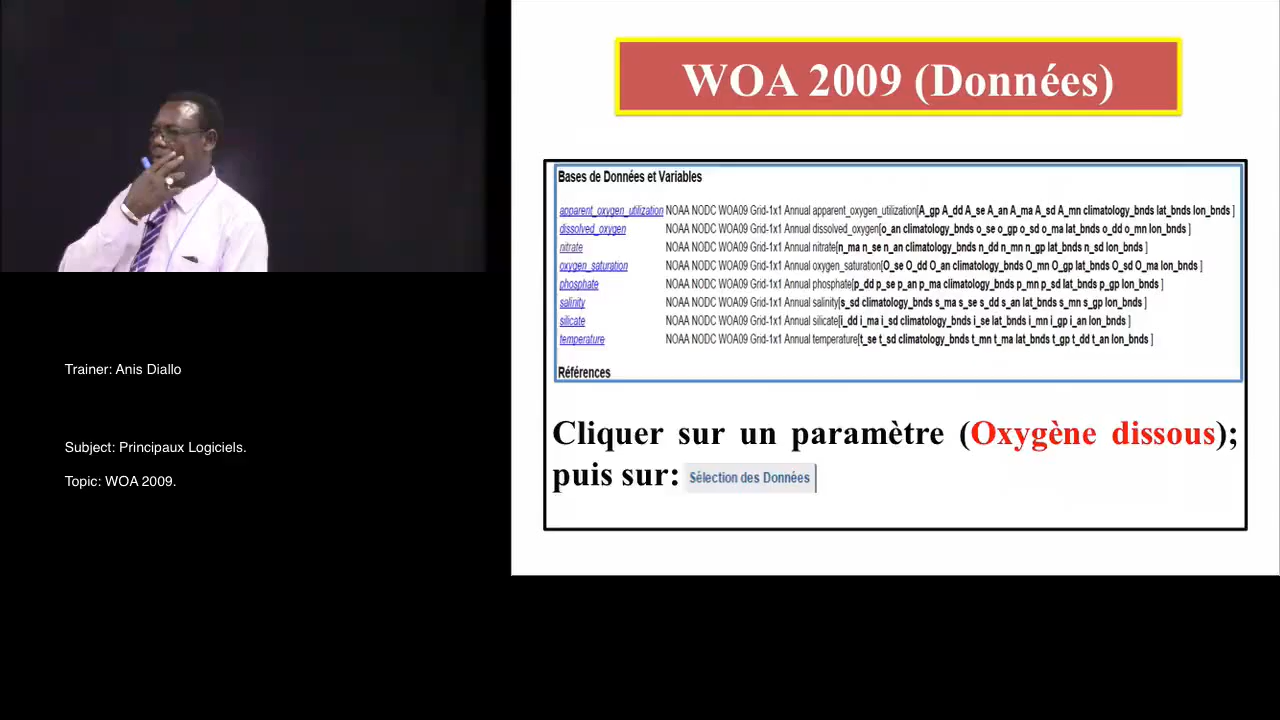 WOA 2009 (Données)
Bases de Données et Variables
apparent_oxygen_utilization NOAA NODC WOA09 Grid-1x1 Annual apparent_oxygen_utilization[A_gp A_dd A_se A_an A_ma A_sd A_mn climatology_bnds lat_bnds lon_bnds ]
dissolved_oxygen NOAA NODC WOA09 Grid-1x1 Annual dissolved_oxygen[o_an climatology_bnds o_se o_gp o_sd o_ma lat_bnds o_dd o_mn lon_bnds ]
nitrate NOAA NODC WOA09 Grid-1x1 Annual nitrate[n_ma n_se n_an climatology_bnds n_dd n_mn n_gp lat_bnds n_sd lon_bnds ]
oxygen_saturation NOAA NODC WOA09 Grid-1x1 Annual oxygen_saturation[O_se O_dd O_an climatology_bnds O_mn O_gp lat_bnds O_sd O_ma lon_bnds ]
phosphate NOAA NODC WOA09 Grid-1x1 Annual phosphate[p_dd p_se p_an p_ma climatology_bnds p_mn p_sd lat_bnds p_gp lon_bnds ]
salinity NOAA NODC WOA09 Grid-1x1 Annual salinity[s_sd climatology_bnds s_ma s_se s_dd s_an lat_bnds s_mn s_gp lon_bnds ]
silicate NOAA NODC WOA09 Grid-1x1 Annual silicate[i_dd i_ma i_sd climatology_bnds i_se lat_bnds i_mn i_gp i_an lon_bnds ]
temperature NOAA NODC WOA09 Grid-1x1 Annual temperature[t_se t_sd climatology_bnds t_mn t_ma lat_bnds t_gp t_dd t_an lon_bnds ]
Références
Cliquer sur un paramètre (Oxygène dissous);
puis sur: Sélection des Données
Trainer: Anis Diallo
Subject: Principaux Logiciels.
Topic: WOA 2009.